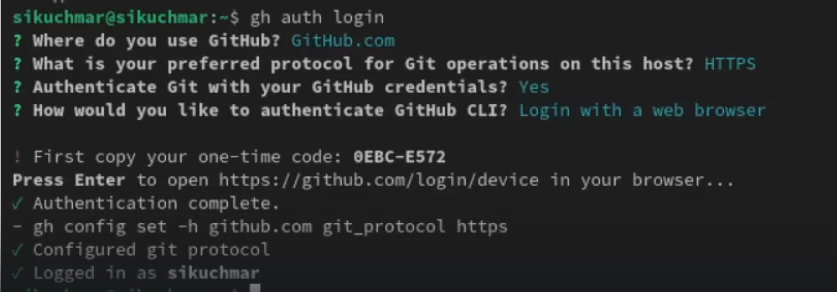 sikuchmar@sikuchmar:~$ gh auth login
? Where do you use GitHub? GitHub.com
? What is your preferred protocol for Git operations on this host? HTTPS
? Authenticate Git with your GitHub credentials? Yes
? How would you like to authenticate GitHub CLI? Login with a web browser
! First copy your one-time code: 0EBC-E572
Press Enter to open https://github.com/login/device in your browser...
✓ Authentication complete.
- gh config set -h github.com git_protocol https
✓ Configured git protocol
✓ Logged in as sikuchmar